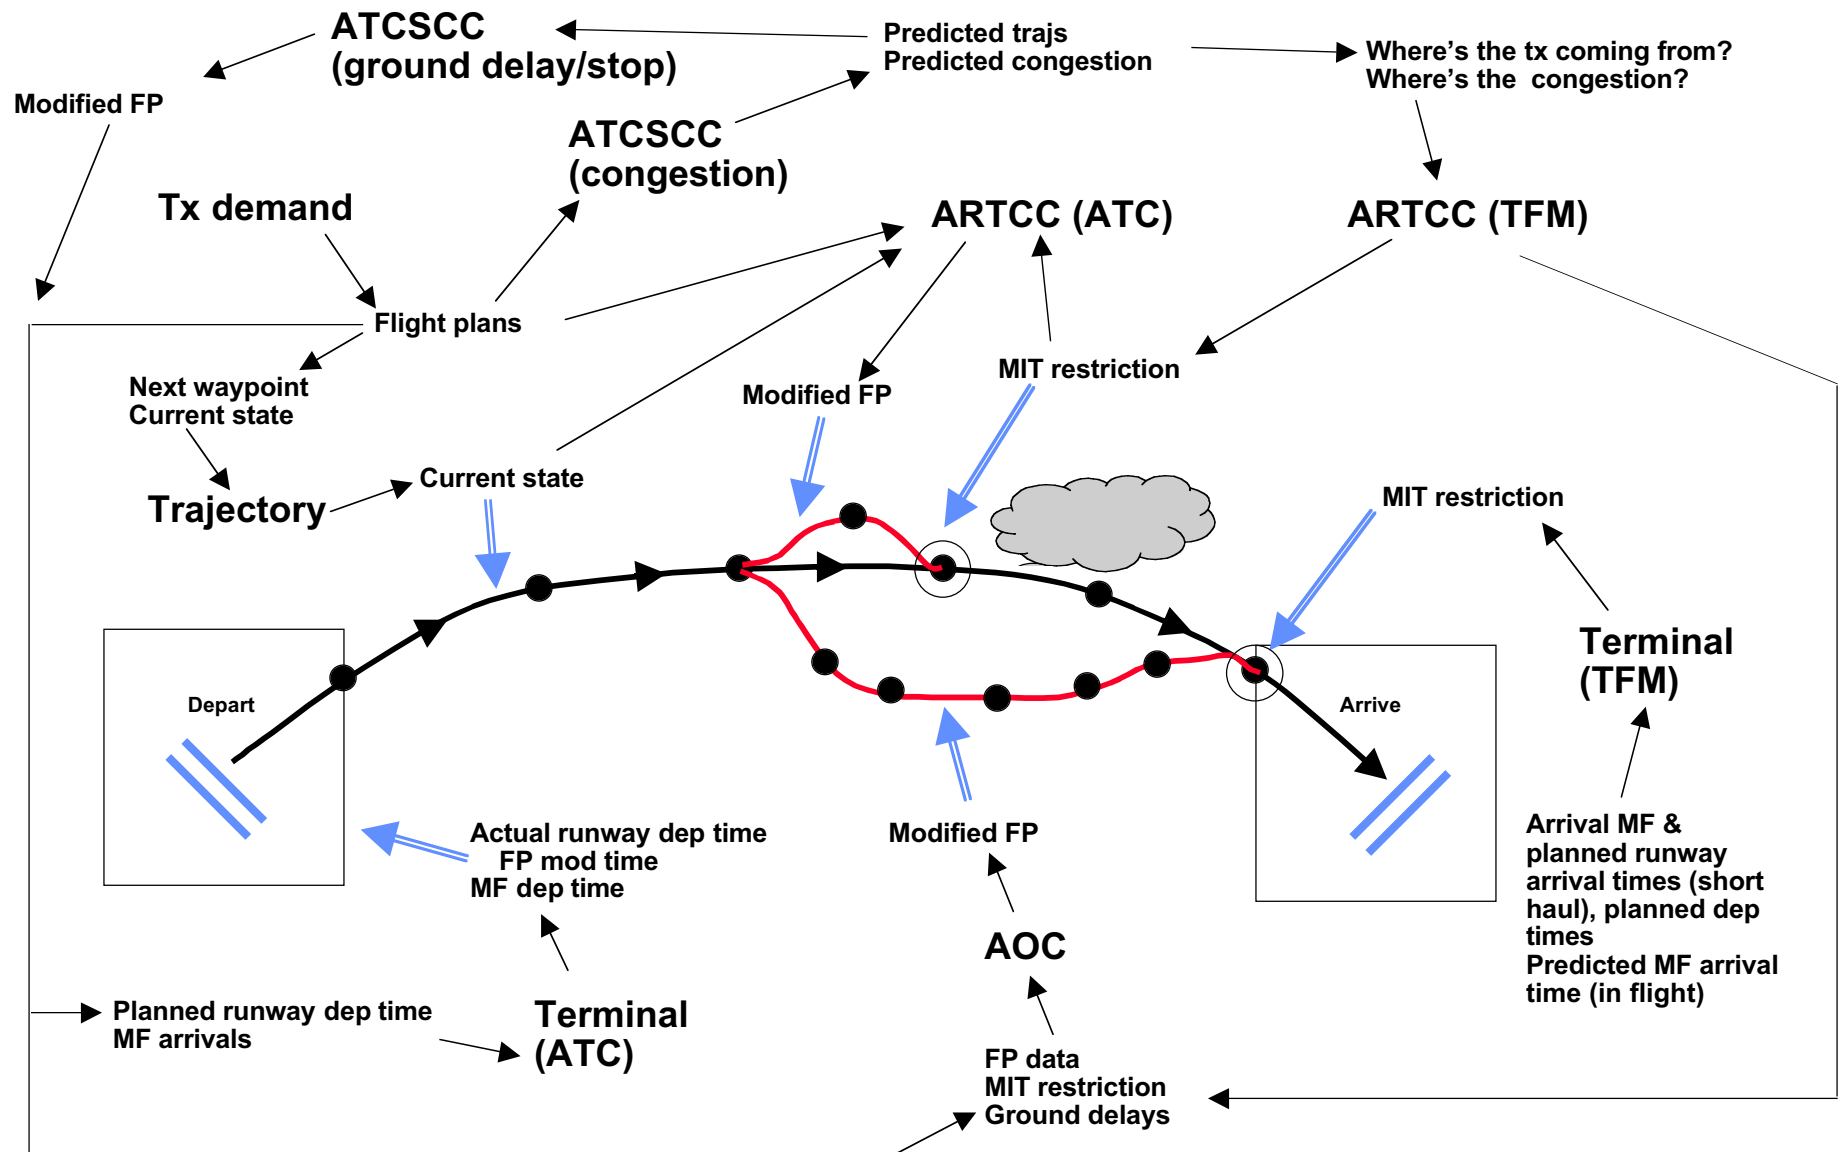 ATCSCC
(ground delay/stop)
Predicted trajs
Predicted congestion
Where's the tx coming from?
Where's the  congestion?
Modified FP
ATCSCC
(congestion)
Tx demand
ARTCC (ATC)
ARTCC (TFM)
Flight plans
Next waypoint
Current state
Modified FP
MIT restriction
Trajectory
Current state
MIT restriction
Terminal
(TFM)
Depart
Arrive
Actual runway dep time
FP mod time
MF dep time
Modified FP
Arrival MF &
planned runway
arrival times (short
haul), planned dep
times
Predicted MF arrival
time (in flight)
AOC
Planned runway dep time
MF arrivals
Terminal
(ATC)
FP data
MIT restriction
Ground delays